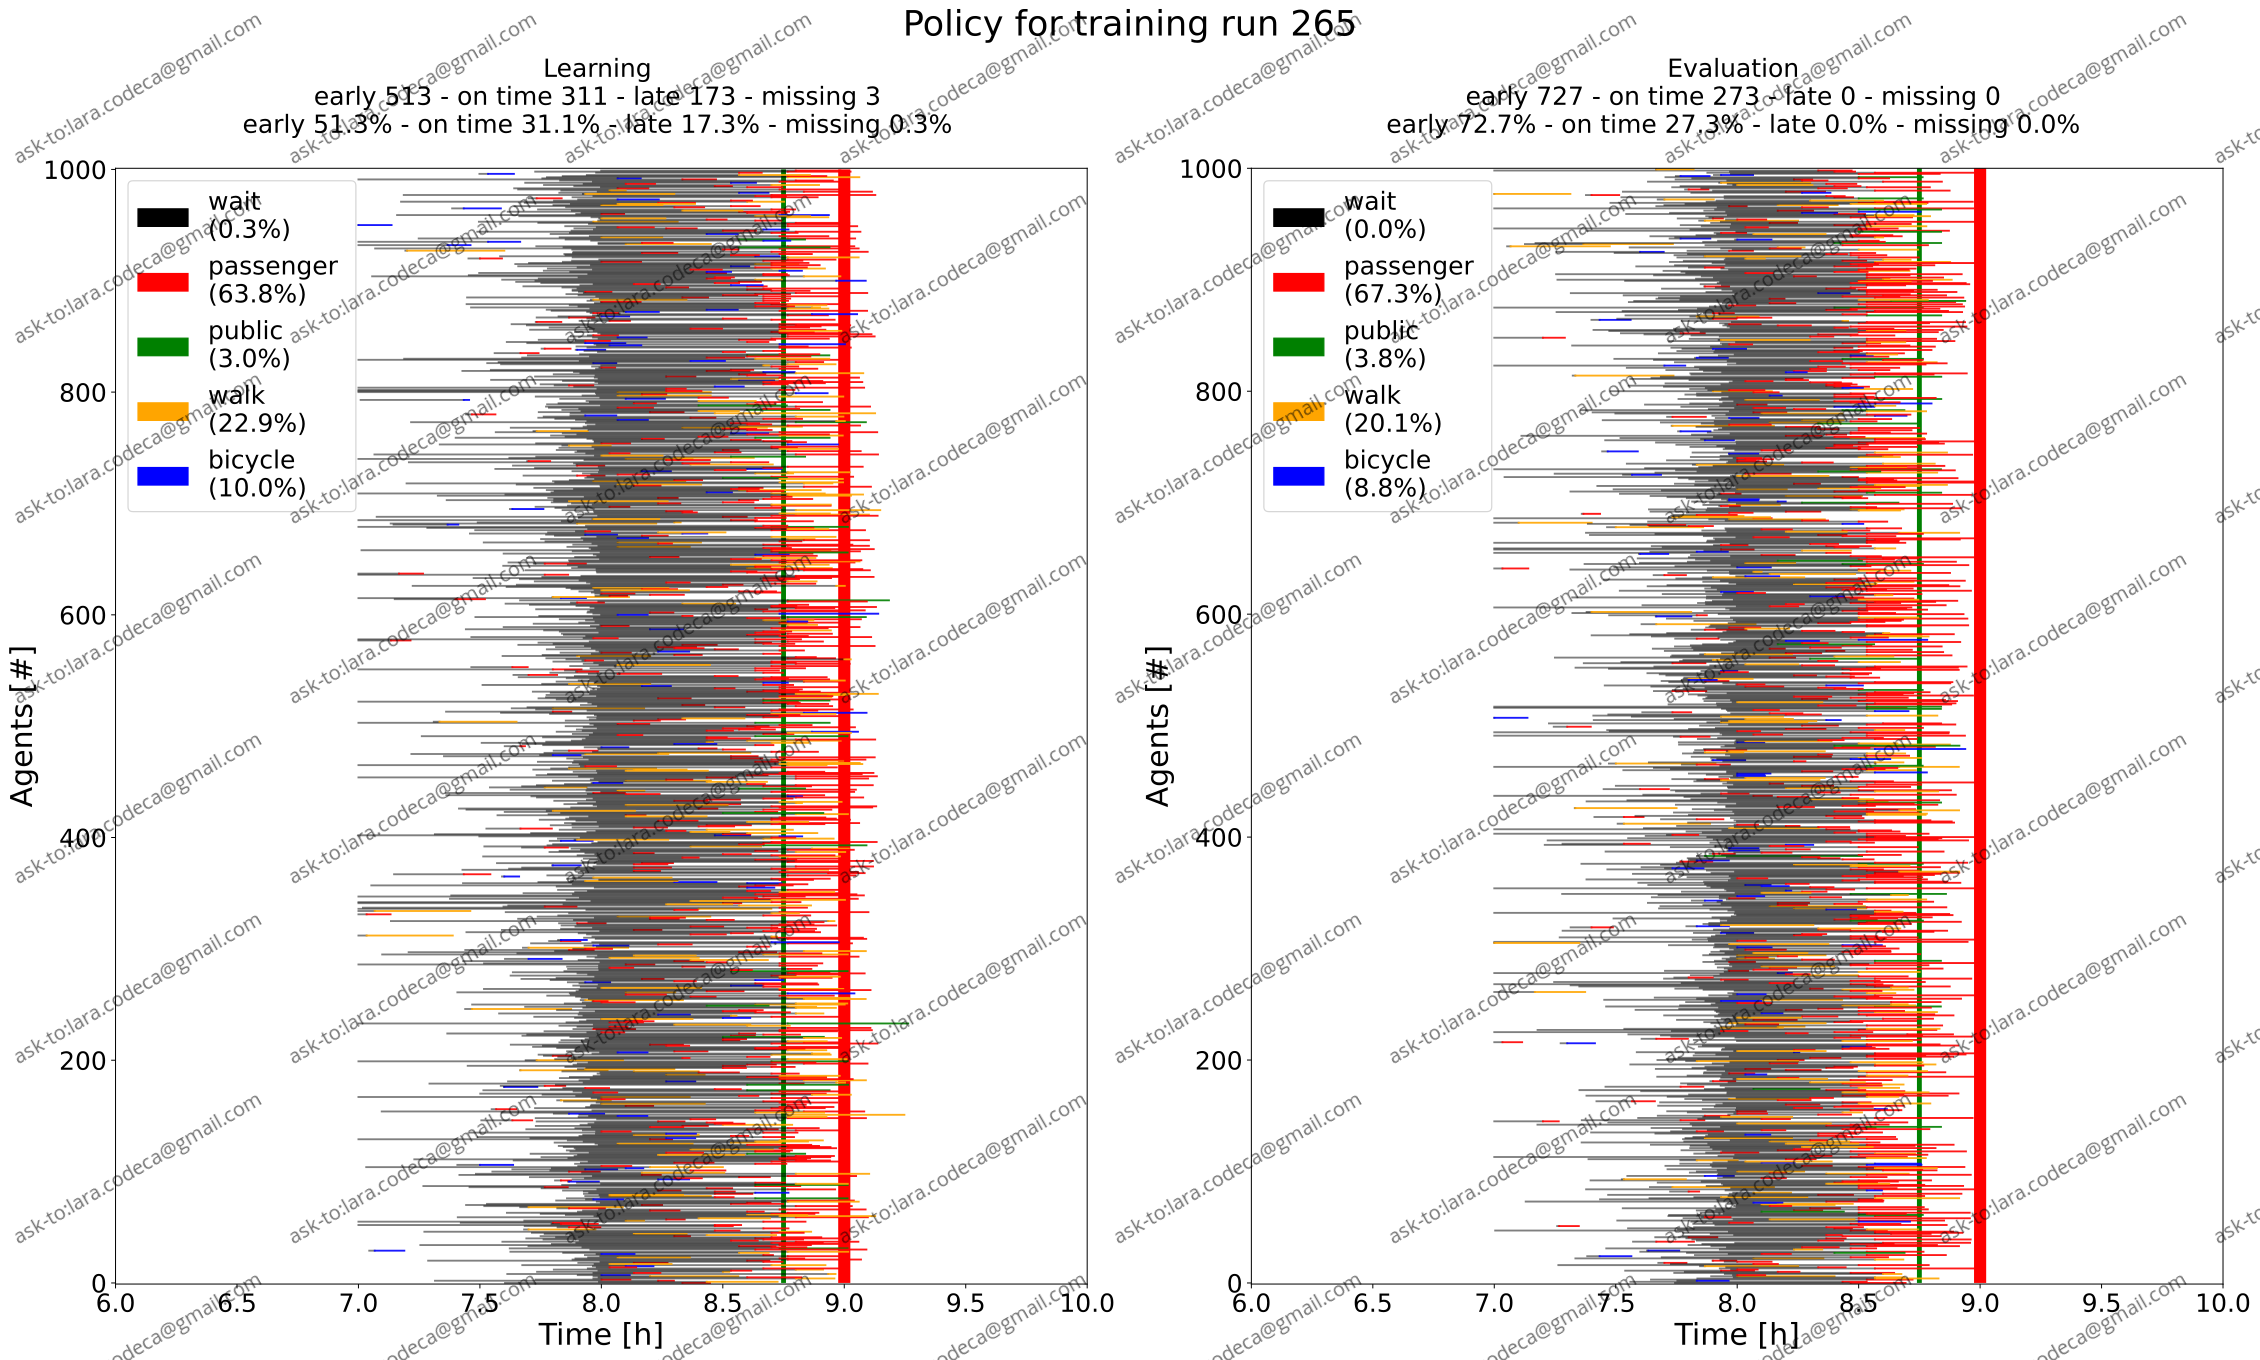 Policy for training run 265
Learning
early 513 - on time 311 - late 173 - missing 3
early 51.3% - on time 31.1% - late 17.3% - missing 0.3%
1000
800
600
400
200
0
Agents [#]
wait
(0.3%)
passenger
(63.8%)
public
(3.0%)
walk
(22.9%)
bicycle
(10.0%)
6.0 6.5 7.0 7.5 8.0 8.5 9.0 9.5 10.0
Time [h]
Evaluation
early 727 - on time 273 - late 0 - missing 0
early 72.7% - on time 27.3% - late 0.0% - missing 0.0%
1000
800
600
400
200
0
Agents [#]
wait
(0.0%)
passenger
(67.3%)
public
(3.8%)
walk
(20.1%)
bicycle
(8.8%)
6.0 6.5 7.0 7.5 8.0 8.5 9.0 9.5 10.0
Time [h]
ask-to:lara.codeca@gmail.com